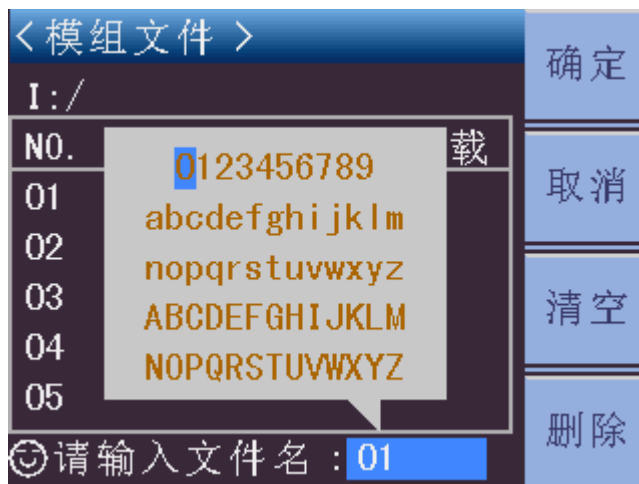 <模组文件 >
I:/
NO. 载
01
02
03
04
05
0123456789
abcdefghijklm
nopqrstuvwxyz
ABCDEFGHIJKLM
NOPQRSTUVWXYZ
请输入文件名 : 01
确定
取消
清空
删除